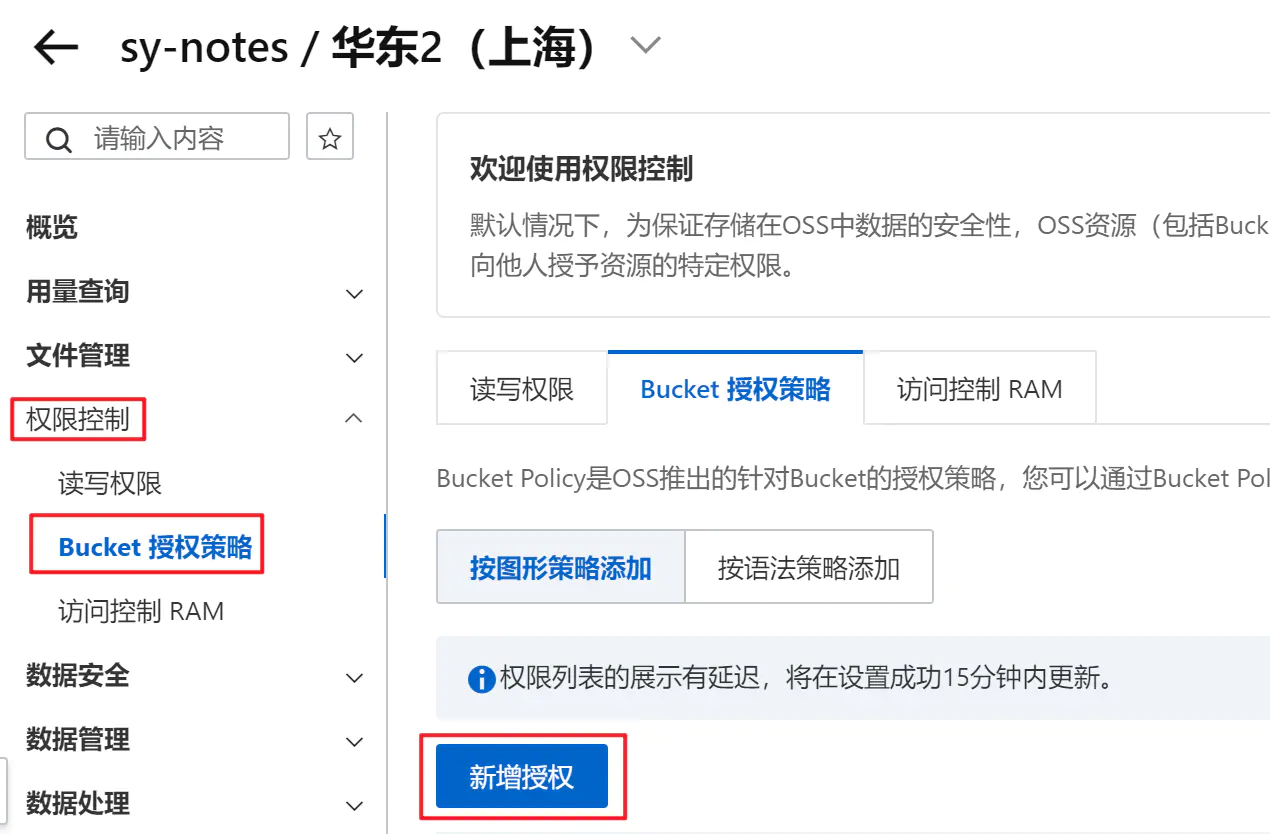 sy-notes / 华东2（上海）
请输入内容
概览
用量查询
文件管理
权限控制
读写权限
Bucket 授权策略
访问控制 RAM
数据安全
数据管理
数据处理
欢迎使用权限控制
默认情况下，为保证存储在OSS中数据的安全性，OSS资源（包括Buck
向他人授予资源的特定权限。
读写权限
Bucket 授权策略
访问控制 RAM
Bucket Policy是OSS推出的针对Bucket的授权策略，您可以通过Bucket Pol
按图形策略添加
按语法策略添加
权限列表的展示有延迟，将在设置成功15分钟内更新。
新增授权